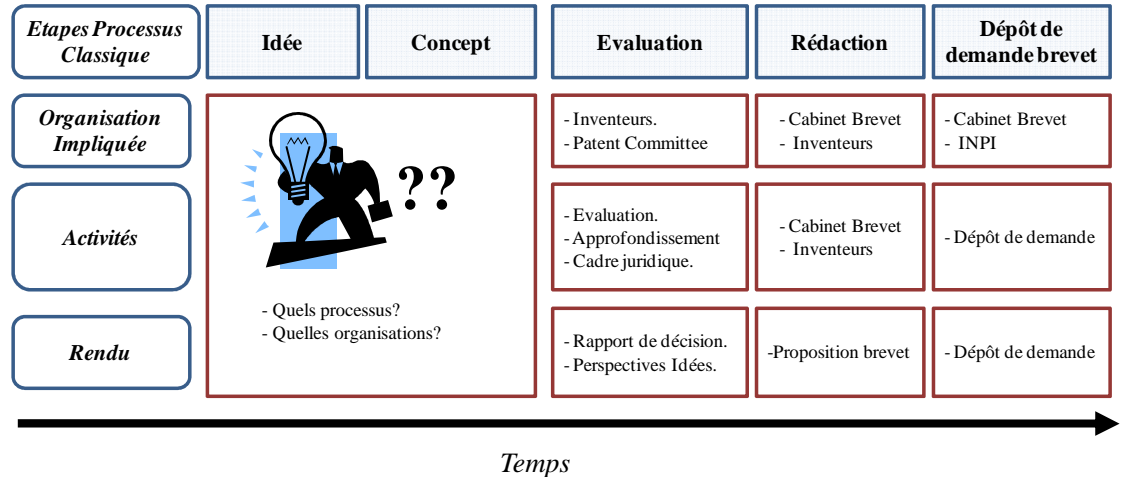 Etapes Processus
Classique
Idée
Concept
Evaluation
Rédaction
Dépôt de
demande brevet
Organisation
Impliquée
- Inventeurs.
- Patent Committee
- Cabinet Brevet
- Inventeurs
- Cabinet Brevet
- INPI
??
Activités
- Evaluation.
- Approfondissement
- Cadre juridique.
- Cabinet Brevet
- Inventeurs
- Dépôt de demande
- Quels processus?
- Quelles organisations?
Rendu
- Rapport de décision.
- Perspectives Idées.
-Proposition brevet
- Dépôt de demande
Temps